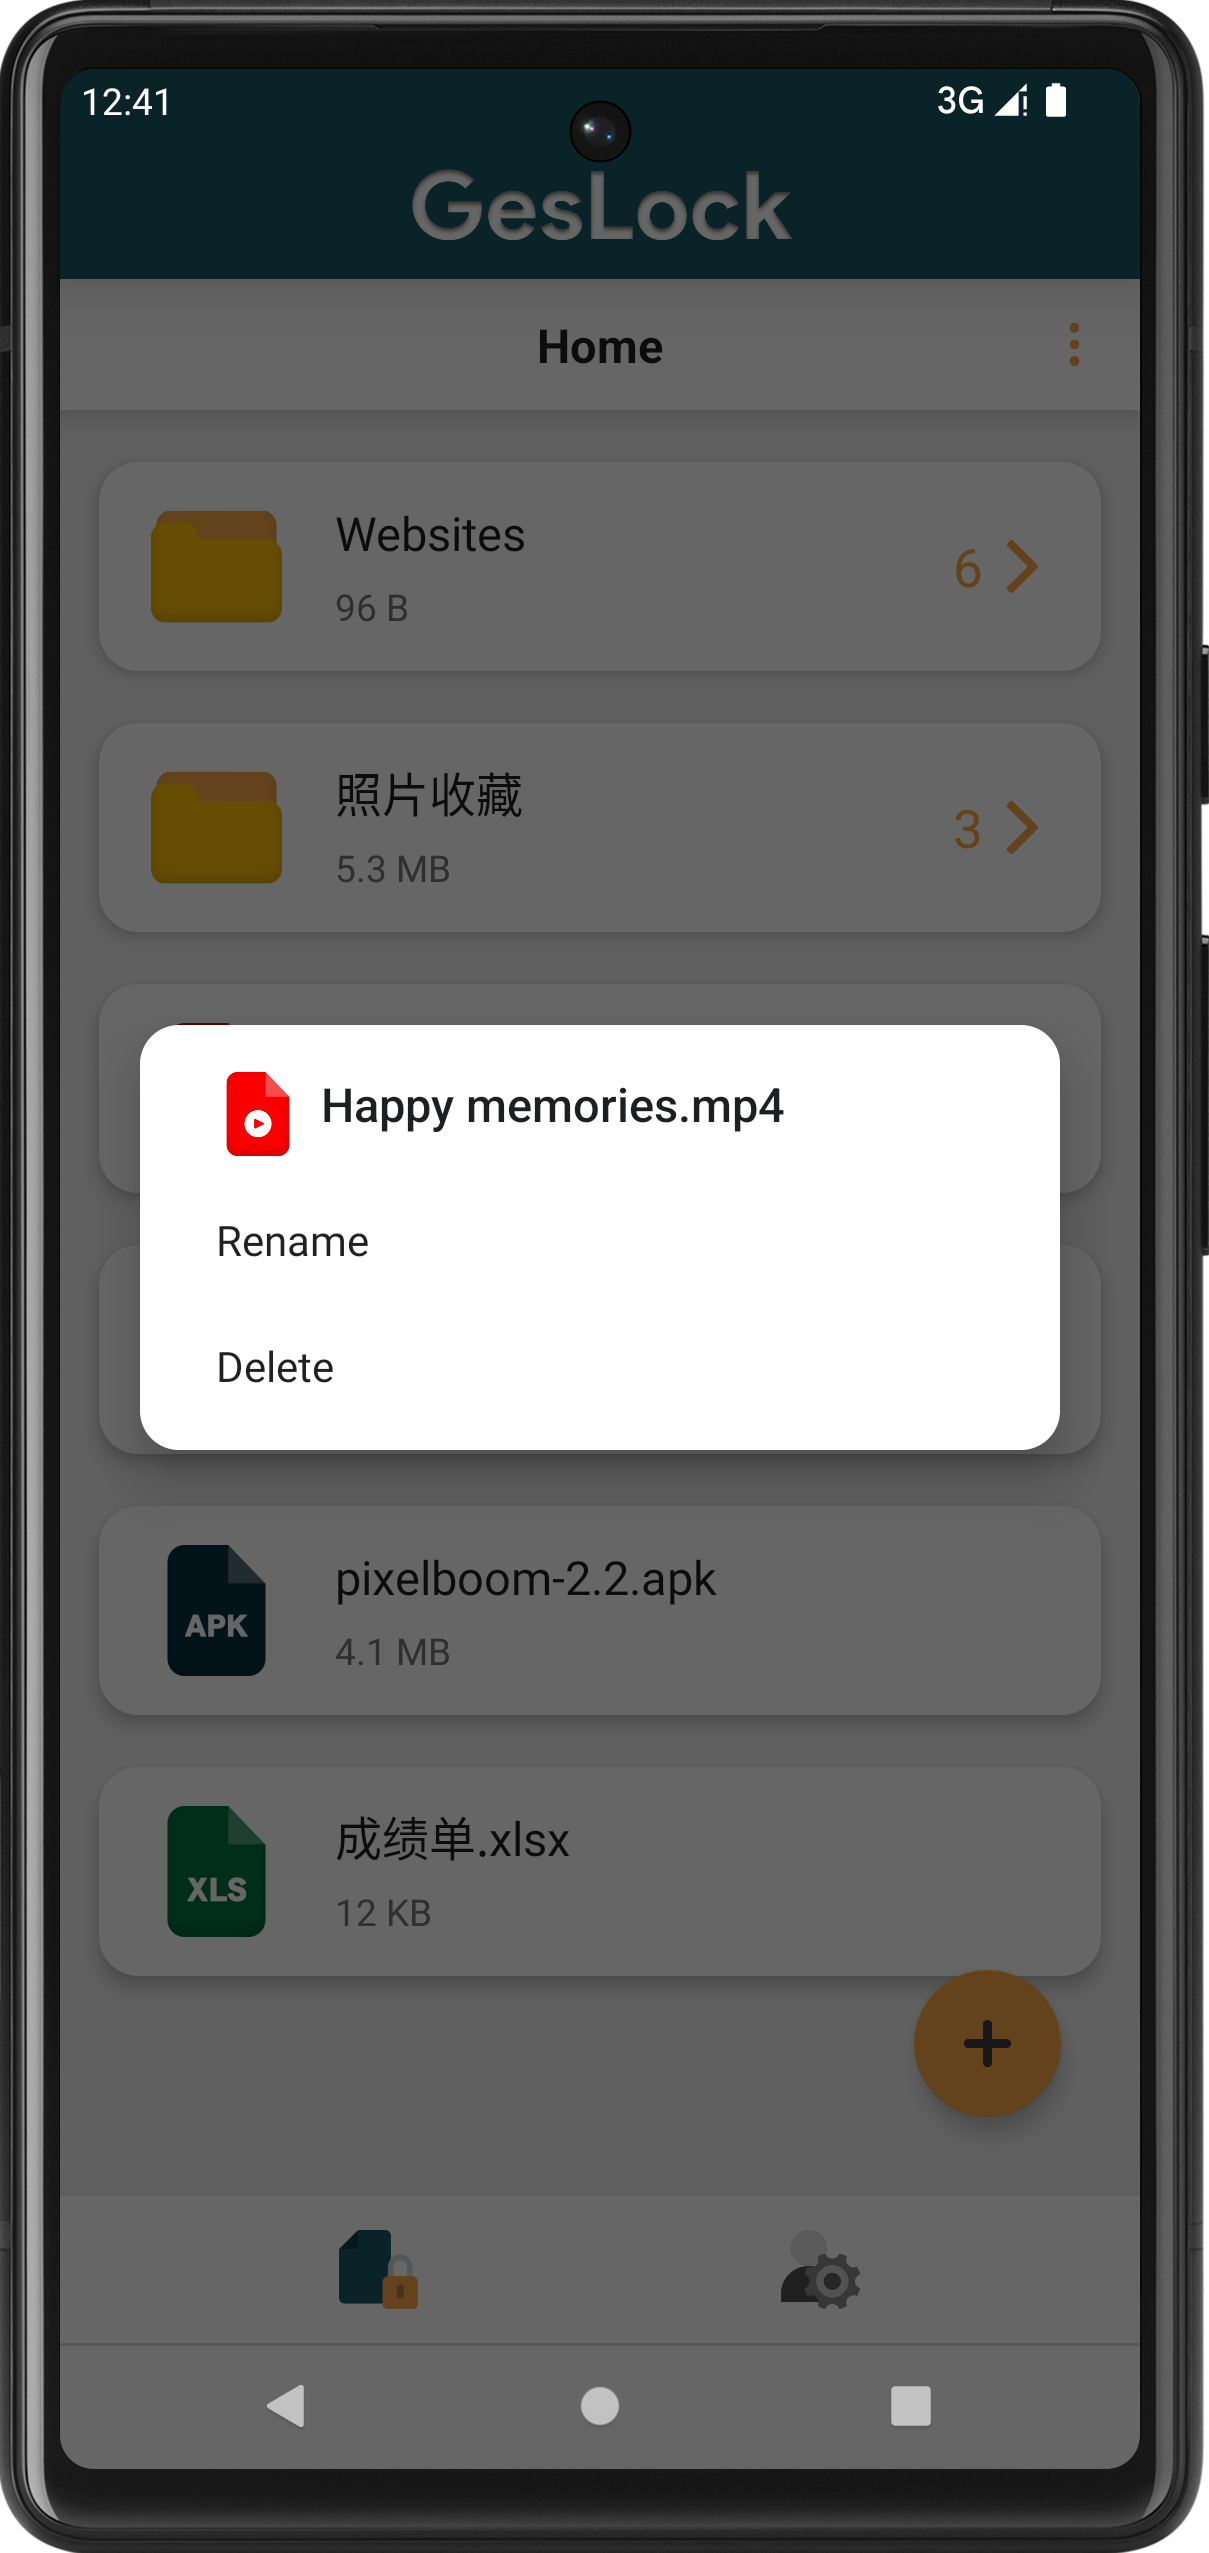 12:41
3G
GesLock
Home
Websites
96 B
6
照片收藏
5.3 MB
3
Happy memories.mp4
Rename
Delete
APK
pixelboom-2.2.apk
4.1 MB
XLS
成绩单.xlsx
12 KB